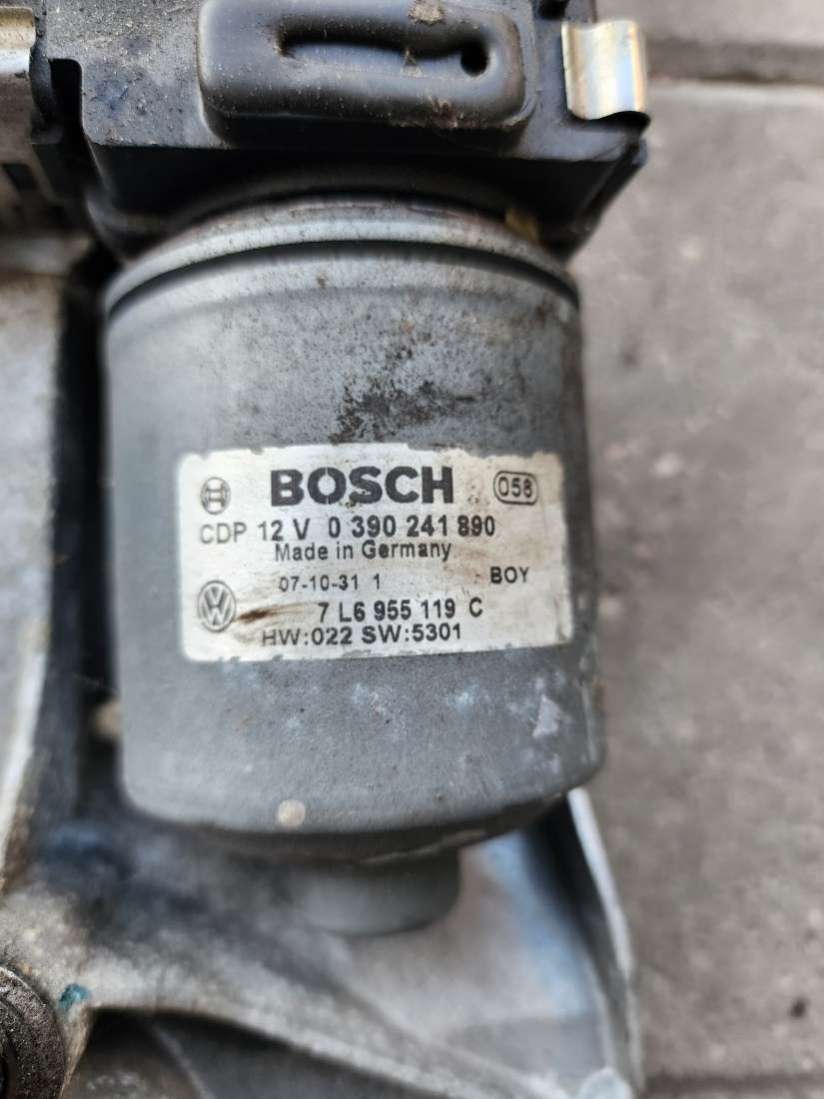 BOSCH 058
CDP 12 V 0 390 241 890
Made in Germany
07-10-31 1 BOY
VW 7 L6 955 119 C
HW:022 SW:5301